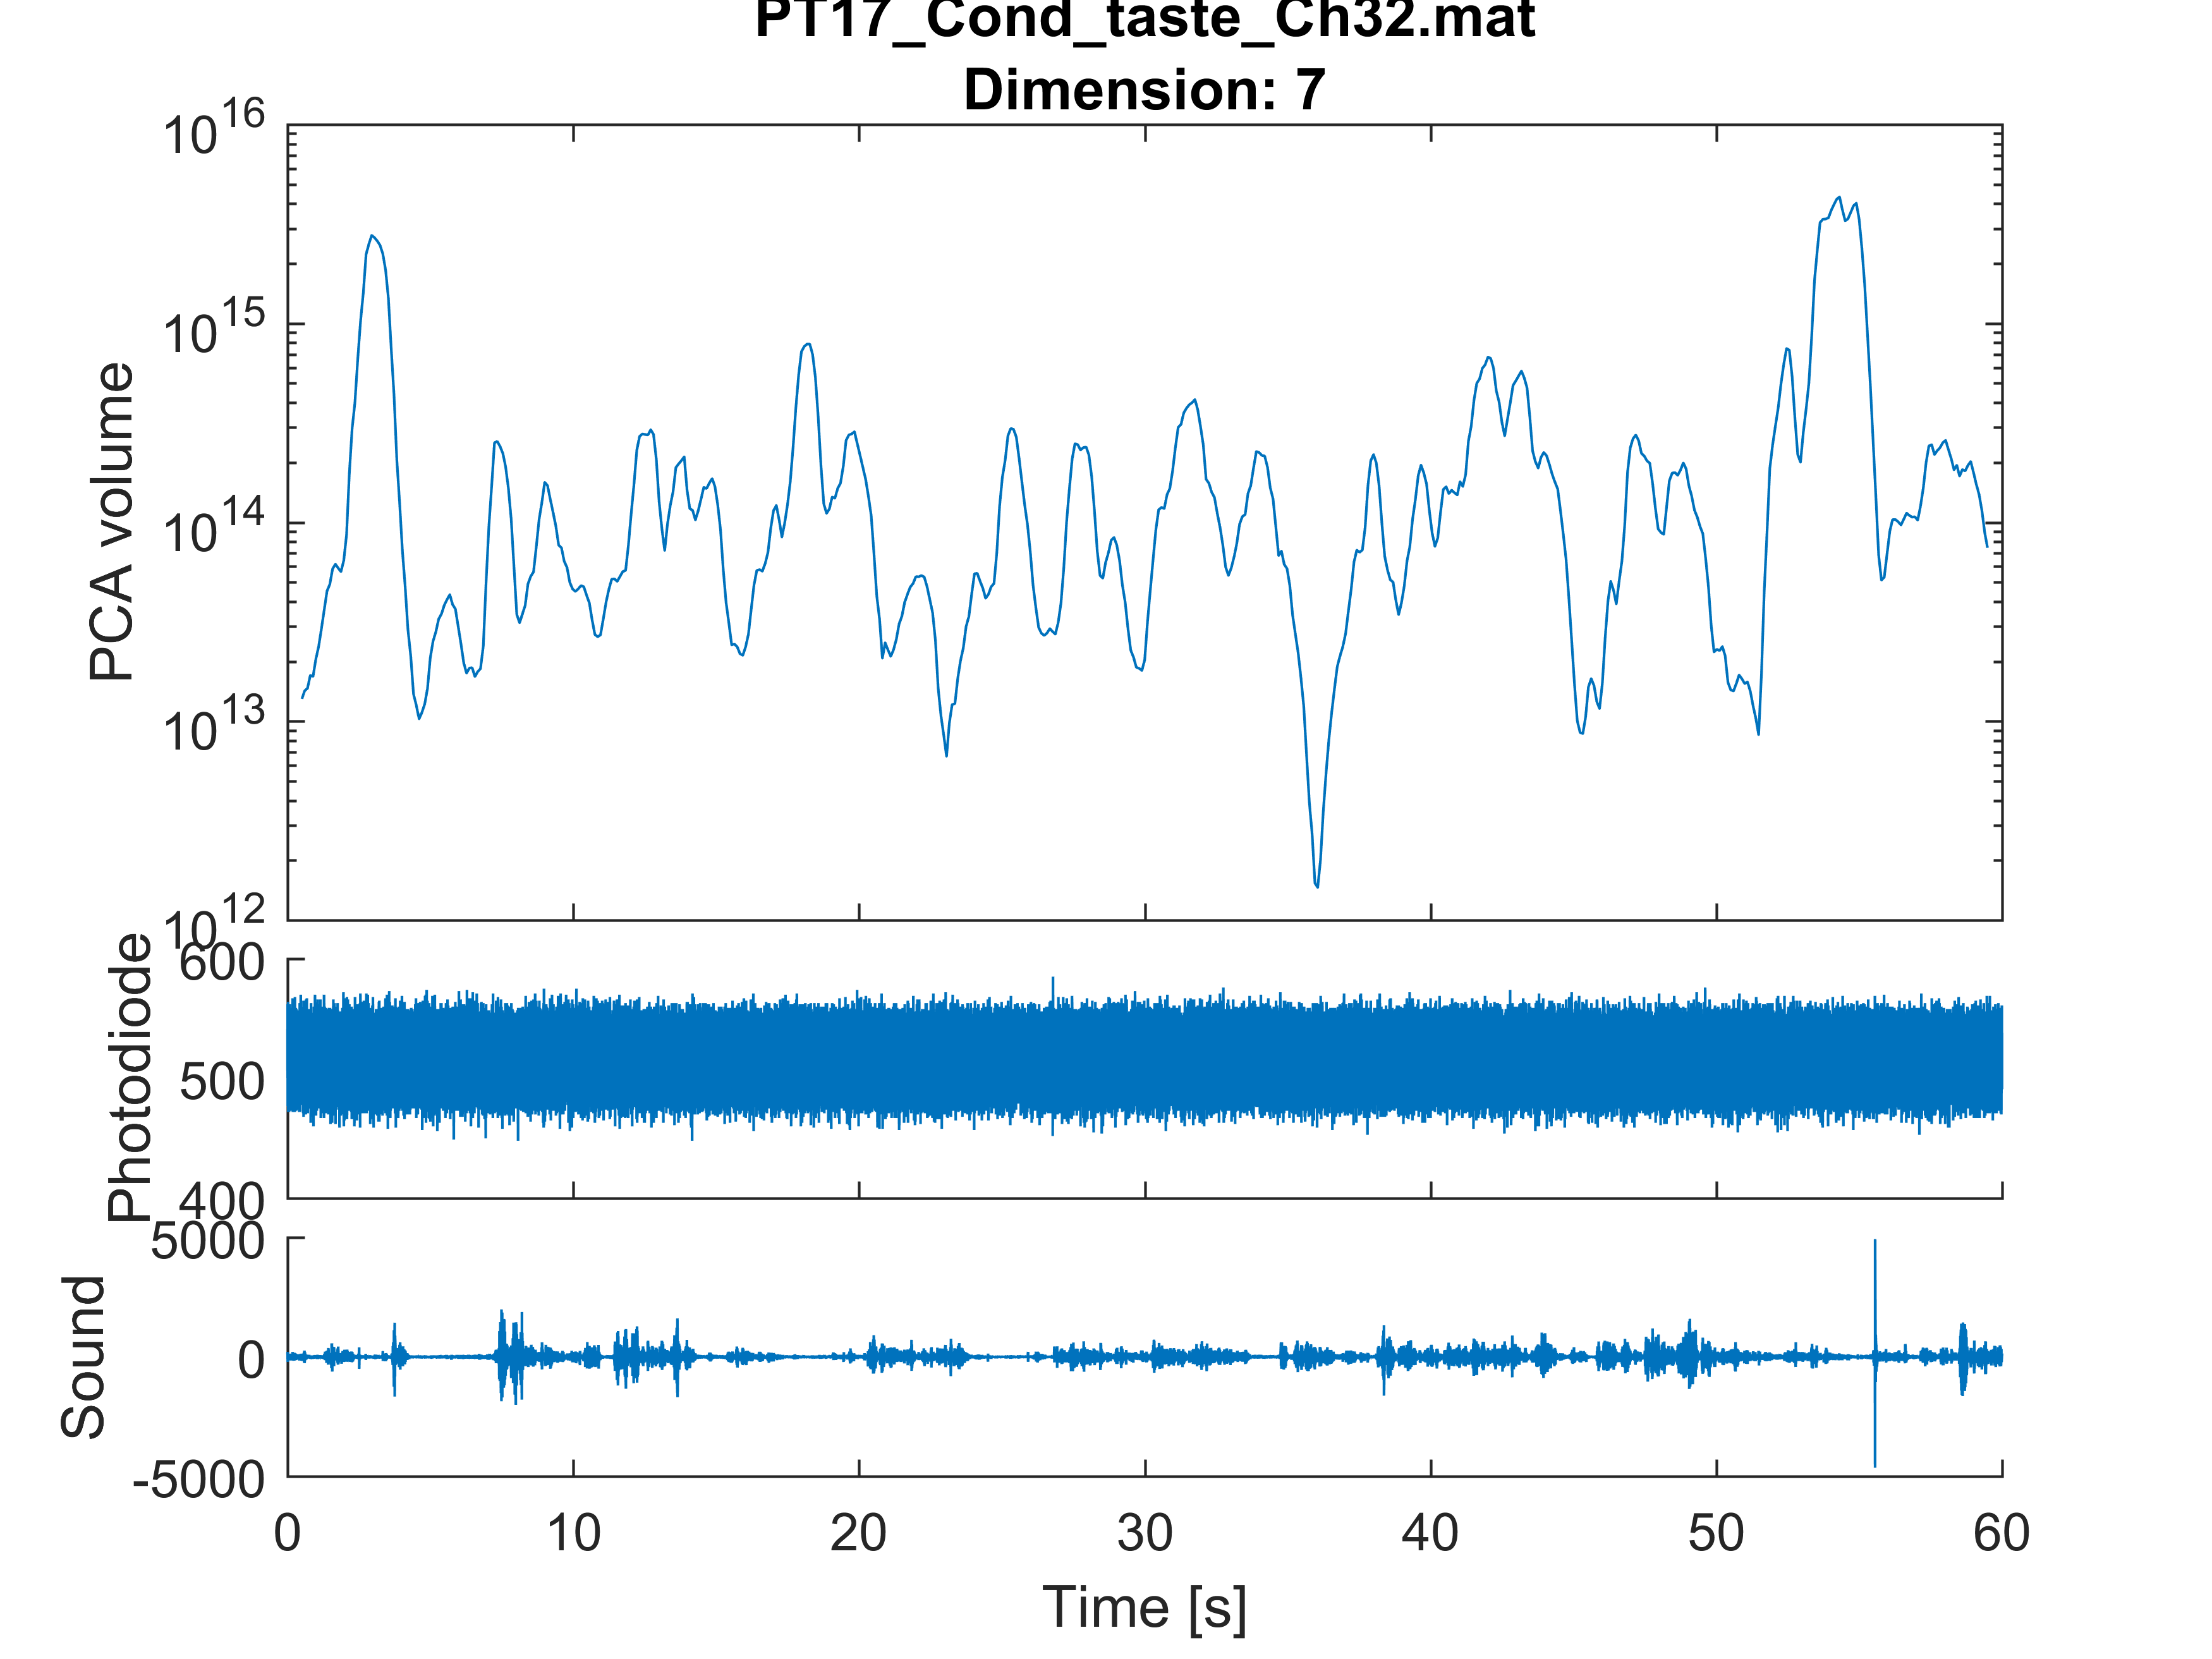 PT17_Cond_taste_Ch32.mat
Dimension: 7
PCA volume
10^16
10^15
10^14
10^13
10^12
Photodiode
600
500
400
Sound
5000
0
-5000
0 10 20 30 40 50 60
Time [s]